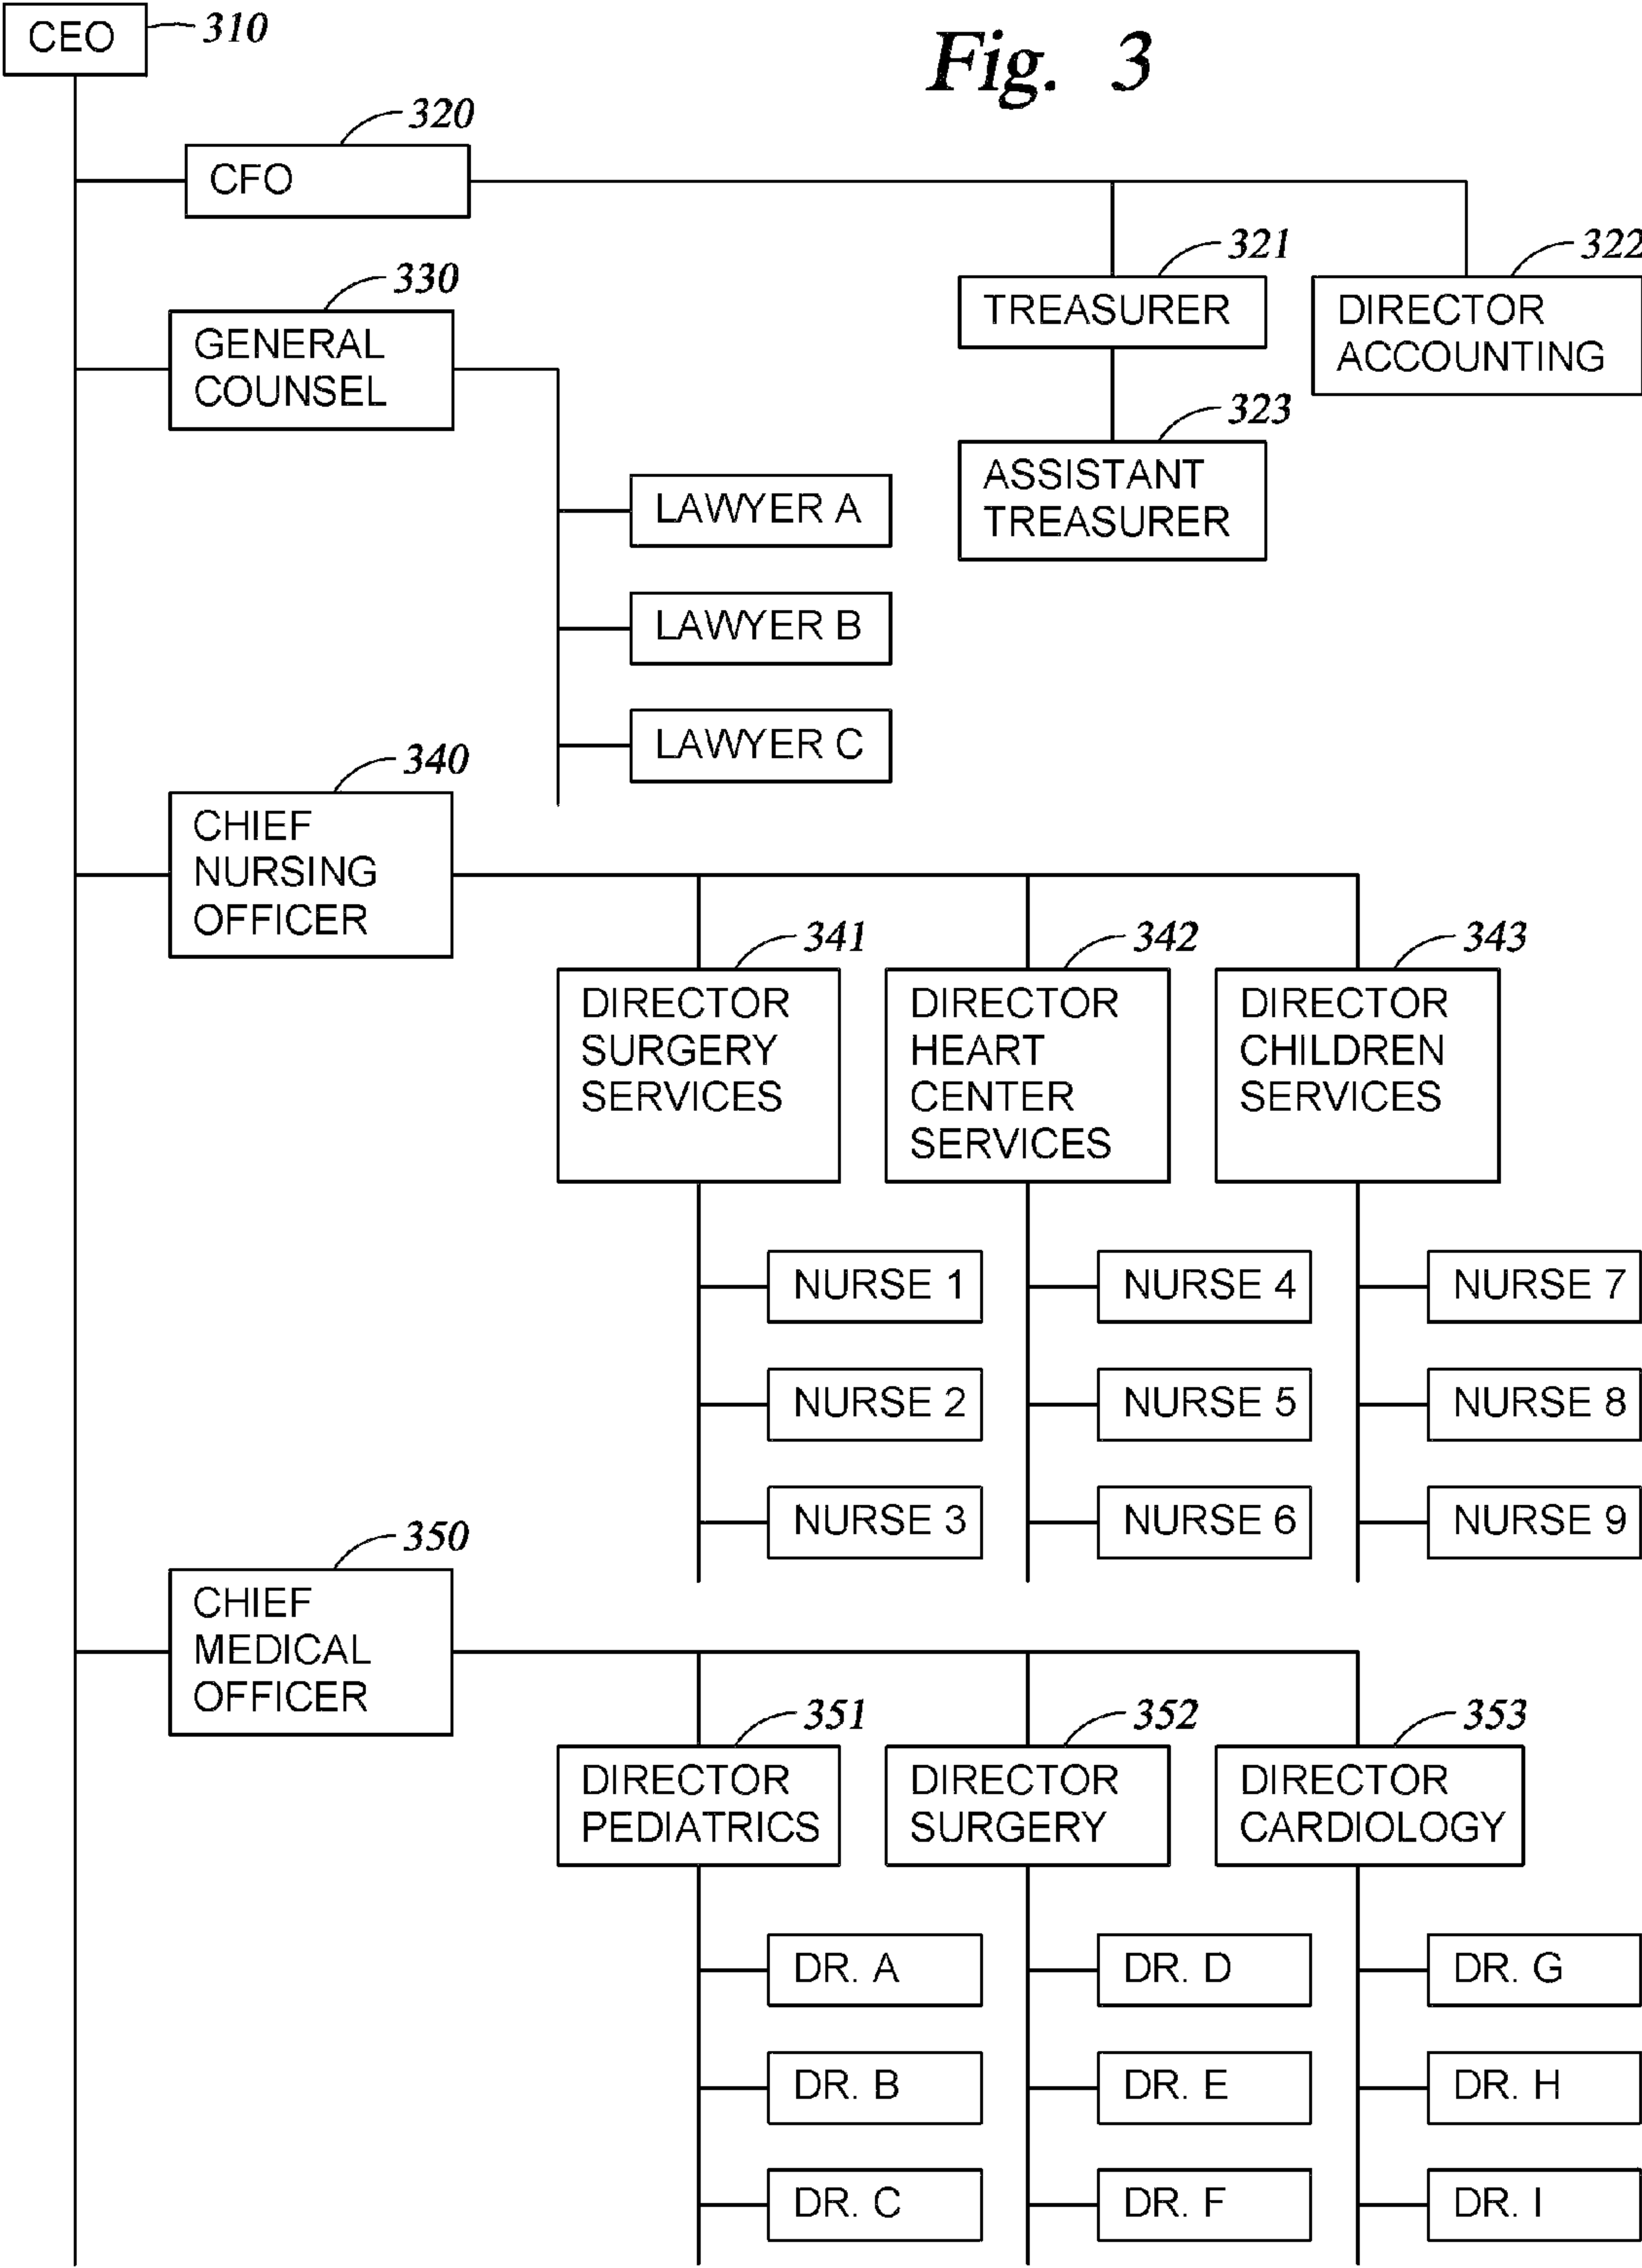 CEO
310
Fig. 3
320
CFO
321
322
330
TREASURER
DIRECTOR
ACCOUNTING
GENERAL
COUNSEL
323
ASSISTANT
TREASURER
LAWYER A
LAWYER B
LAWYER C
340
CHIEF
NURSING
OFFICER
341
342
343
DIRECTOR
SURGERY
SERVICES
DIRECTOR
HEART
CENTER
SERVICES
DIRECTOR
CHILDREN
SERVICES
NURSE 1
NURSE 4
NURSE 7
NURSE 2
NURSE 5
NURSE 8
NURSE 3
NURSE 6
NURSE 9
350
CHIEF
MEDICAL
OFFICER
351
352
353
DIRECTOR
PEDIATRICS
DIRECTOR
SURGERY
DIRECTOR
CARDIOLOGY
DR. A
DR. D
DR. G
DR. B
DR. E
DR. H
DR. C
DR. F
DR. I